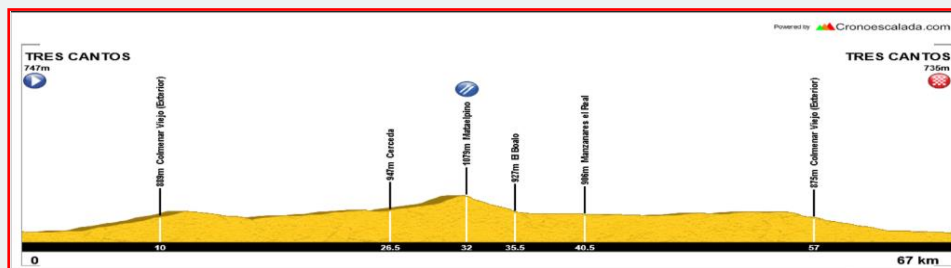 Powered by Cronoescalada.com
TRES CANTOS
747m
TRES CANTOS
735m
889m Colmenar Viejo (Exterior)
947m Cerceda
1079m Mataelpino
927m El Boalo
906m Manzanares el Real
875m Colmenar Viejo (Exterior)
10
26.5
32
35.5
40.5
57
0
67 km